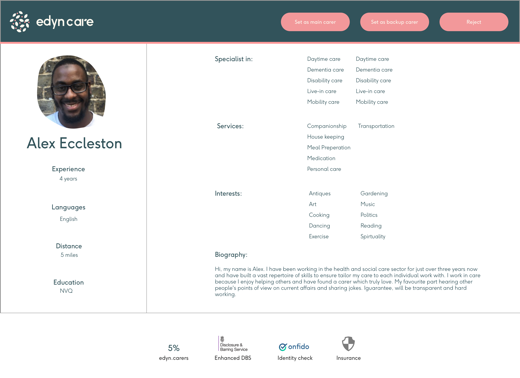 edyn care
Set as main carer
Set as backup carer
Reject
Alex Eccleston
Experience
4 years
Languages
English
Distance
5 miles
Education
NVQ
Specialist in:
Daytime care Daytime care
Dementia care Dementia care
Disability care Disability care
Live-in care Live-in care
Mobility care Mobility care
Services:
Companionship Transportation
House keeping
Meal Preperation
Medication
Personal care
Interests:
Antiques Gardening
Art Music
Cooking Politics
Dancing Reading
Exercise Spirtuality
Biography:
Hi, my name is Alex. I have been working in the health and social care sector for just over three years now
and have built a vast repertoire of skills to ensure tailor my care to each individual work with. I work in care
because I enjoy helping others and have found a carer which truly love. My favourite part hearing other
people's points of view on current affairs and sharing jokes. Iguarantee, will be transparent and hard
working.
5%
edyn.carers
Disclosure &
Barring Service
Enhanced DBS
onfido
Identity check
Insurance